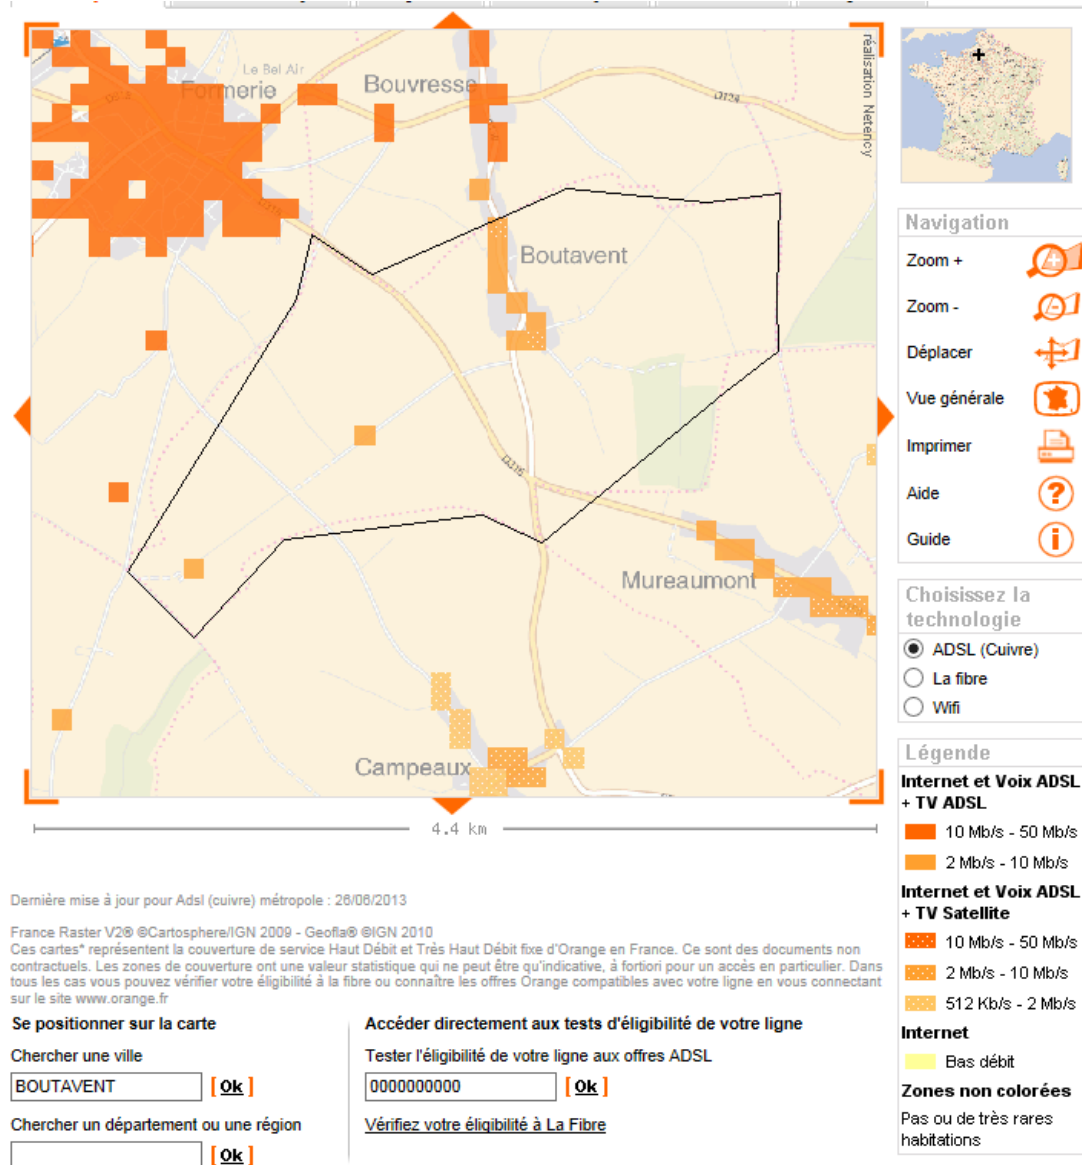 Le Bel Air
Formerie
Bouvresse
réalisation Netency
D124
D316
Boutavent
D316
Mureaumont
Campeaux
4.4 km
Navigation
Zoom +
Zoom -
Déplacer
Vue générale
Imprimer
Aide
Guide
Choisissez la
technologie
ADSL (Cuivre)
La fibre
Wifi
Légende
Internet et Voix ADSL
+ TV ADSL
10 Mb/s - 50 Mb/s
2 Mb/s - 10 Mb/s
Internet et Voix ADSL
+ TV Satellite
10 Mb/s - 50 Mb/s
2 Mb/s - 10 Mb/s
512 Kb/s - 2 Mb/s
Internet
Bas débit
Zones non colorées
Pas ou de très rares
habitations
Dernière mise à jour pour Adsl (cuivre) métropole : 26/06/2013
France Raster V2® ©Cartosphere/IGN 2009 - Geofla® ©IGN 2010
Ces cartes* représentent la couverture de service Haut Débit et Très Haut Débit fixe d'Orange en France. Ce sont des documents non
contractuels. Les zones de couverture ont une valeur statistique qui ne peut être qu'indicative, à fortiori pour un accès en particulier. Dans
tous les cas vous pouvez vérifier votre éligibilité à la fibre ou connaître les offres Orange compatibles avec votre ligne en vous connectant
sur le site www.orange.fr
Se positionner sur la carte
Chercher une ville
BOUTAVENT [ Ok ]
Chercher un département ou une région
[ Ok ]
Accéder directement aux tests d'éligibilité de votre ligne
Tester l'éligibilité de votre ligne aux offres ADSL
0000000000 [ Ok ]
Vérifiez votre éligibilité à La Fibre